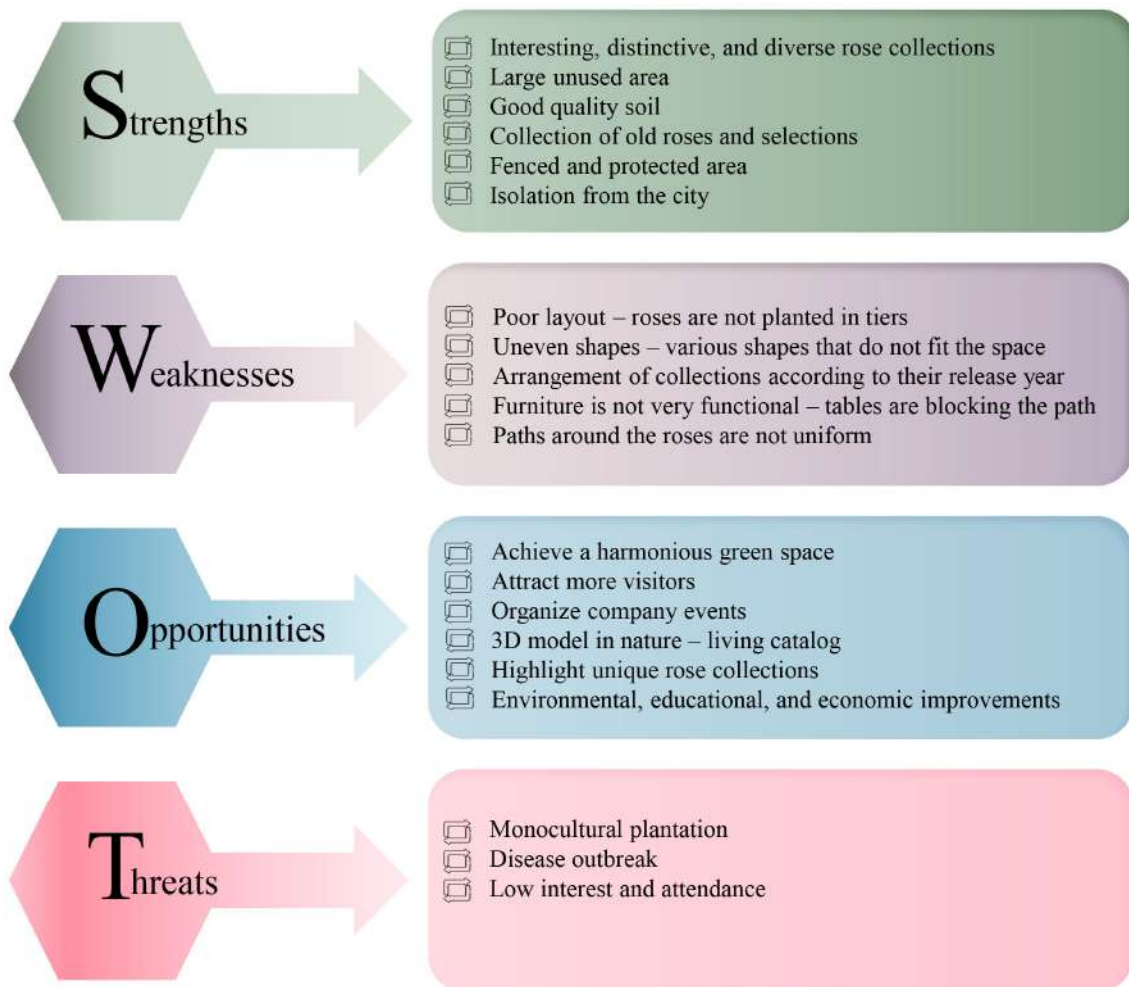 Strengths
Interesting, distinctive, and diverse rose collections
Large unused area
Good quality soil
Collection of old roses and selections
Fenced and protected area
Isolation from the city
Weaknesses
Poor layout – roses are not planted in tiers
Uneven shapes – various shapes that do not fit the space
Arrangement of collections according to their release year
Furniture is not very functional – tables are blocking the path
Paths around the roses are not uniform
Opportunities
Achieve a harmonious green space
Attract more visitors
Organize company events
3D model in nature – living catalog
Highlight unique rose collections
Environmental, educational, and economic improvements
Threats
Monocultural plantation
Disease outbreak
Low interest and attendance